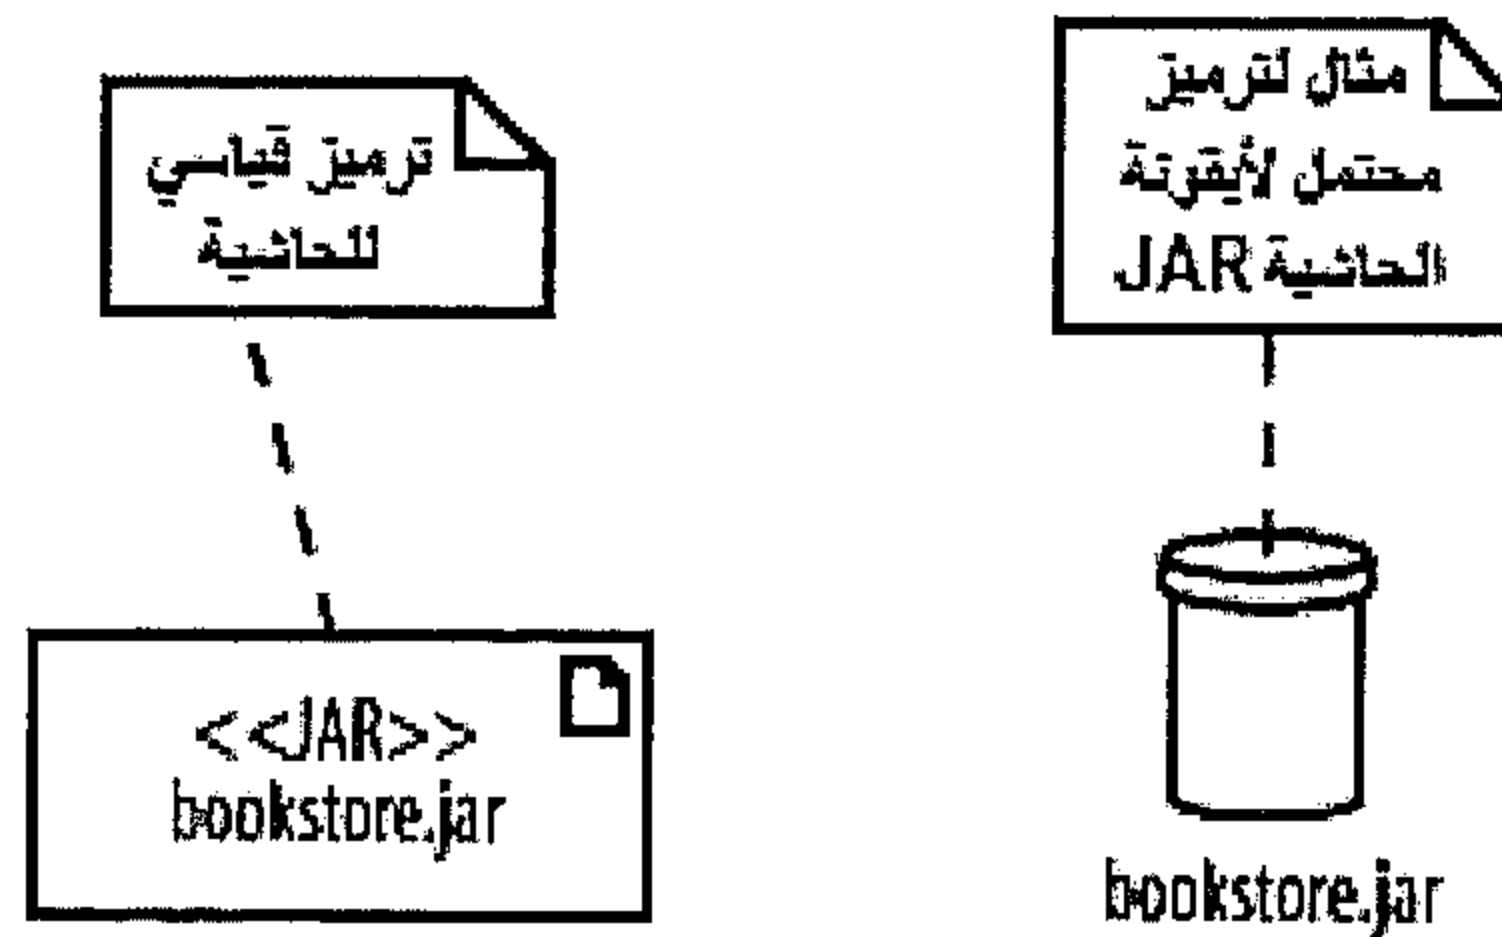 ترميز قياسي
للحاشية
<<JAR>>
bookstore.jar
مثال لترميز
محتمل لأيقونة
الحاشية JAR
bookstore.jar